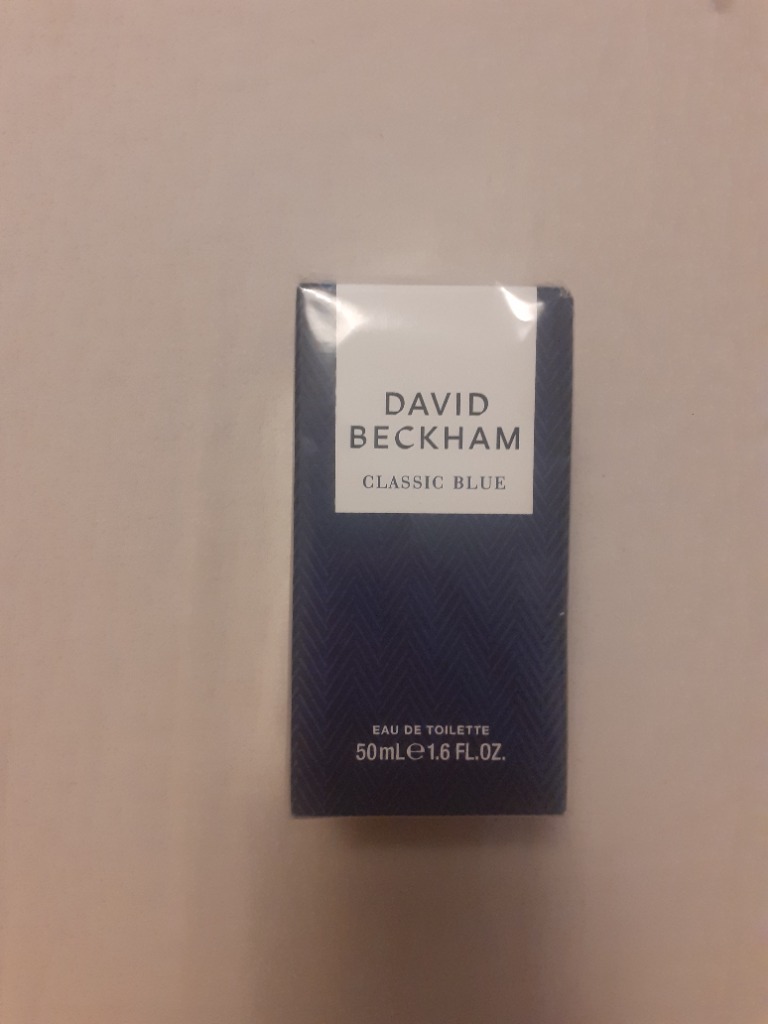 DAVID
BECKHAM
CLASSIC BLUE
EAU DE TOILETTE
50mL℮1.6 FL.OZ.